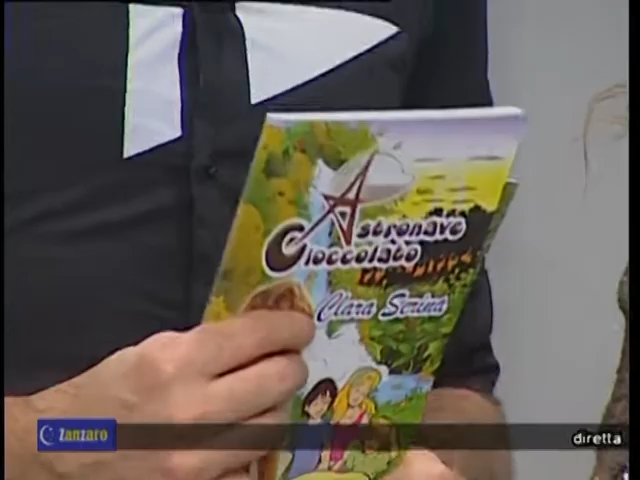 Astronave
Cioccolato
Clara Serina
Zanzaro
diretta